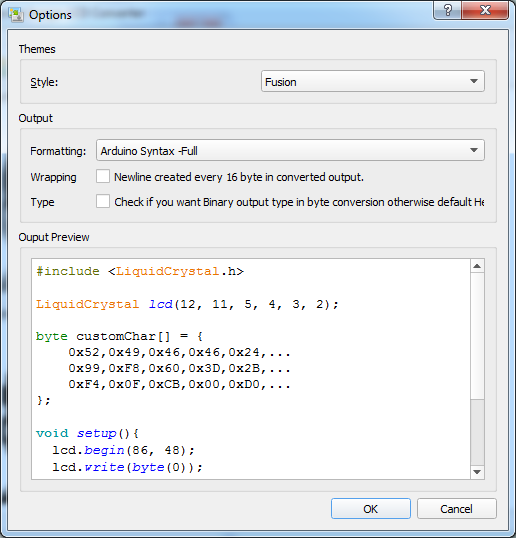 Options
Themes
Style:
Fusion
Output
Formatting:
Arduino Syntax -Full
Wrapping
Newline created every 16 byte in converted output.
Type
Check if you want Binary output type in byte conversion otherwise default He
Ouput Preview
#include <LiquidCrystal.h>
LiquidCrystal lcd(12, 11, 5, 4, 3, 2);
byte customChar[] = {
0x52,0x49,0x46,0x46,0x24,...
0x99,0xF8,0x60,0x3D,0x2B,...
0xF4,0x0F,0xCB,0x00,0xD0,...
};
void setup(){
lcd.begin(86, 48);
lcd.write(byte(0));
OK
Cancel